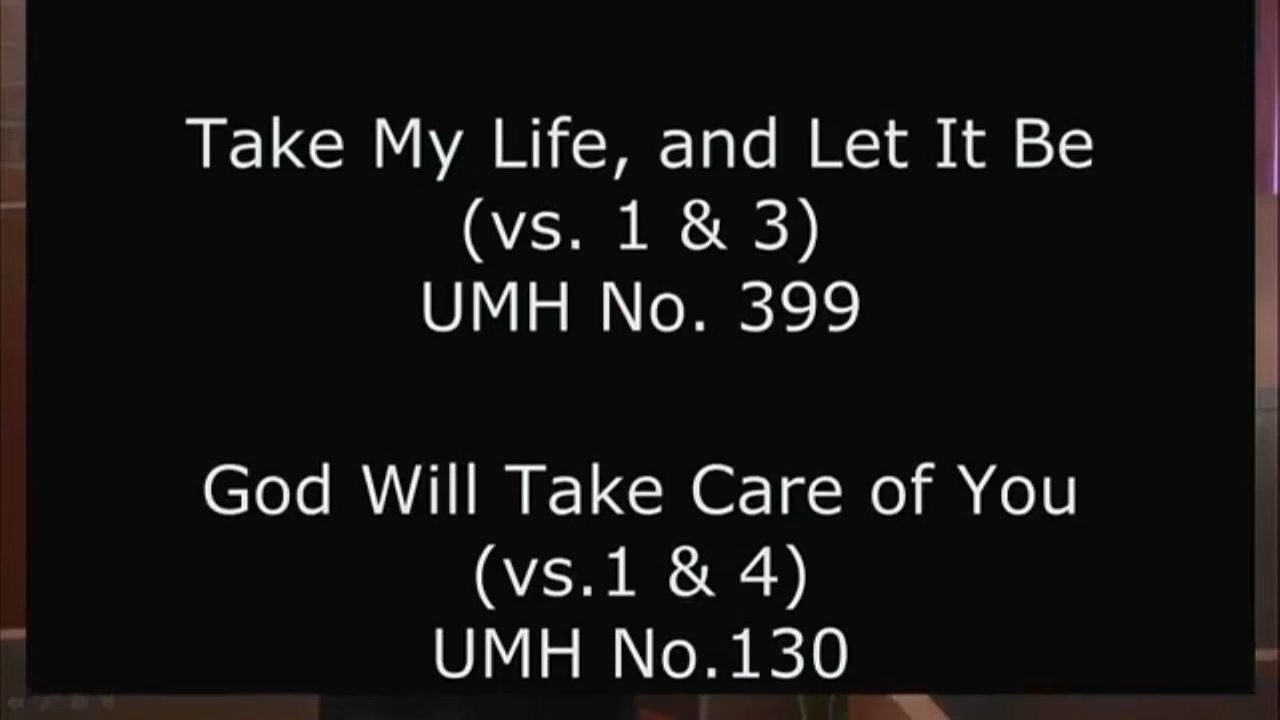 Take My Life, and Let It Be
(vs. 1 & 3)
UMH No. 399
God Will Take Care of You
(vs.1 & 4)
UMH No.130